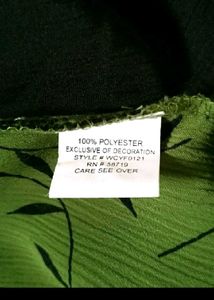 100% POLYESTER
EXCLUSIVE OF DECORATION
STYLE # WCYF0121
RN # 58719
CARE SEE OVER